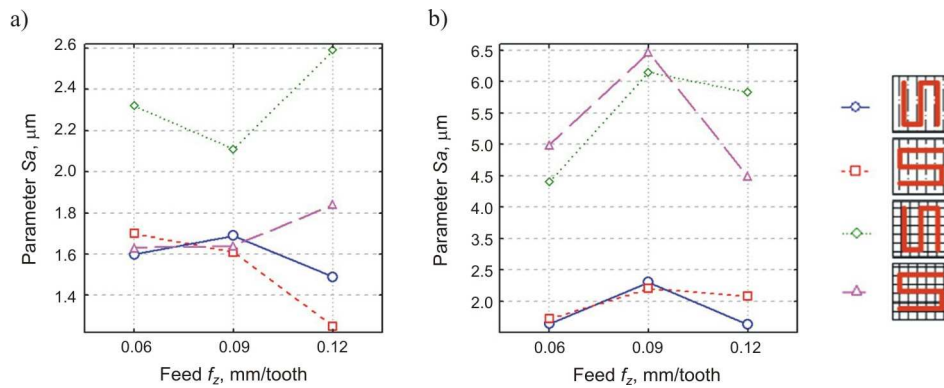 a)
2.6
2.4
2.2
2.0
1.8
1.6
1.4
Parameter Sa, μm
0.06 0.09 0.12
Feed fz, mm/tooth
b)
6.5
6.0
5.5
5.0
4.5
4.0
3.5
3.0
2.5
2.0
Parameter Sa, μm
0.06 0.09 0.12
Feed fz, mm/tooth